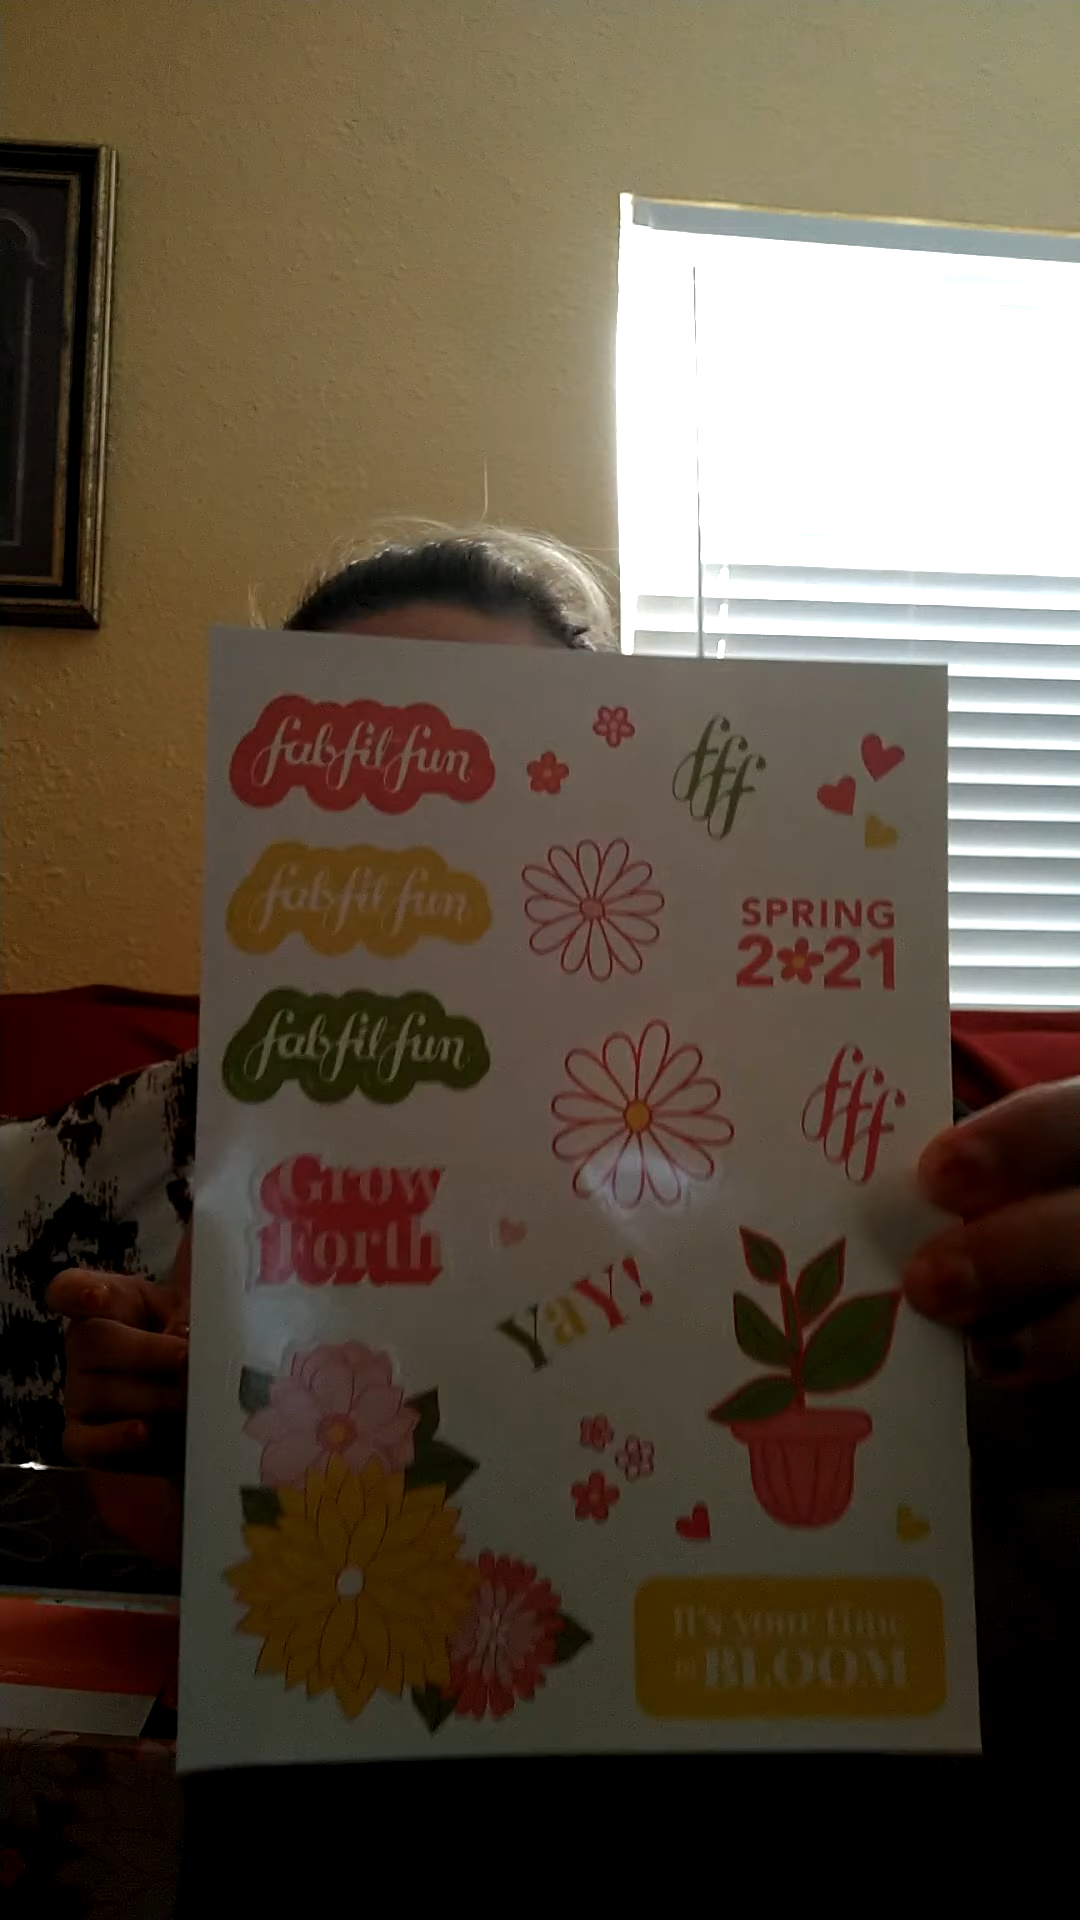 fabfitfun
fff
fabfitfun
SPRING
2021
fabfitfun
fff
Grow
Forth
YaY!
It's your time
to BLOOM